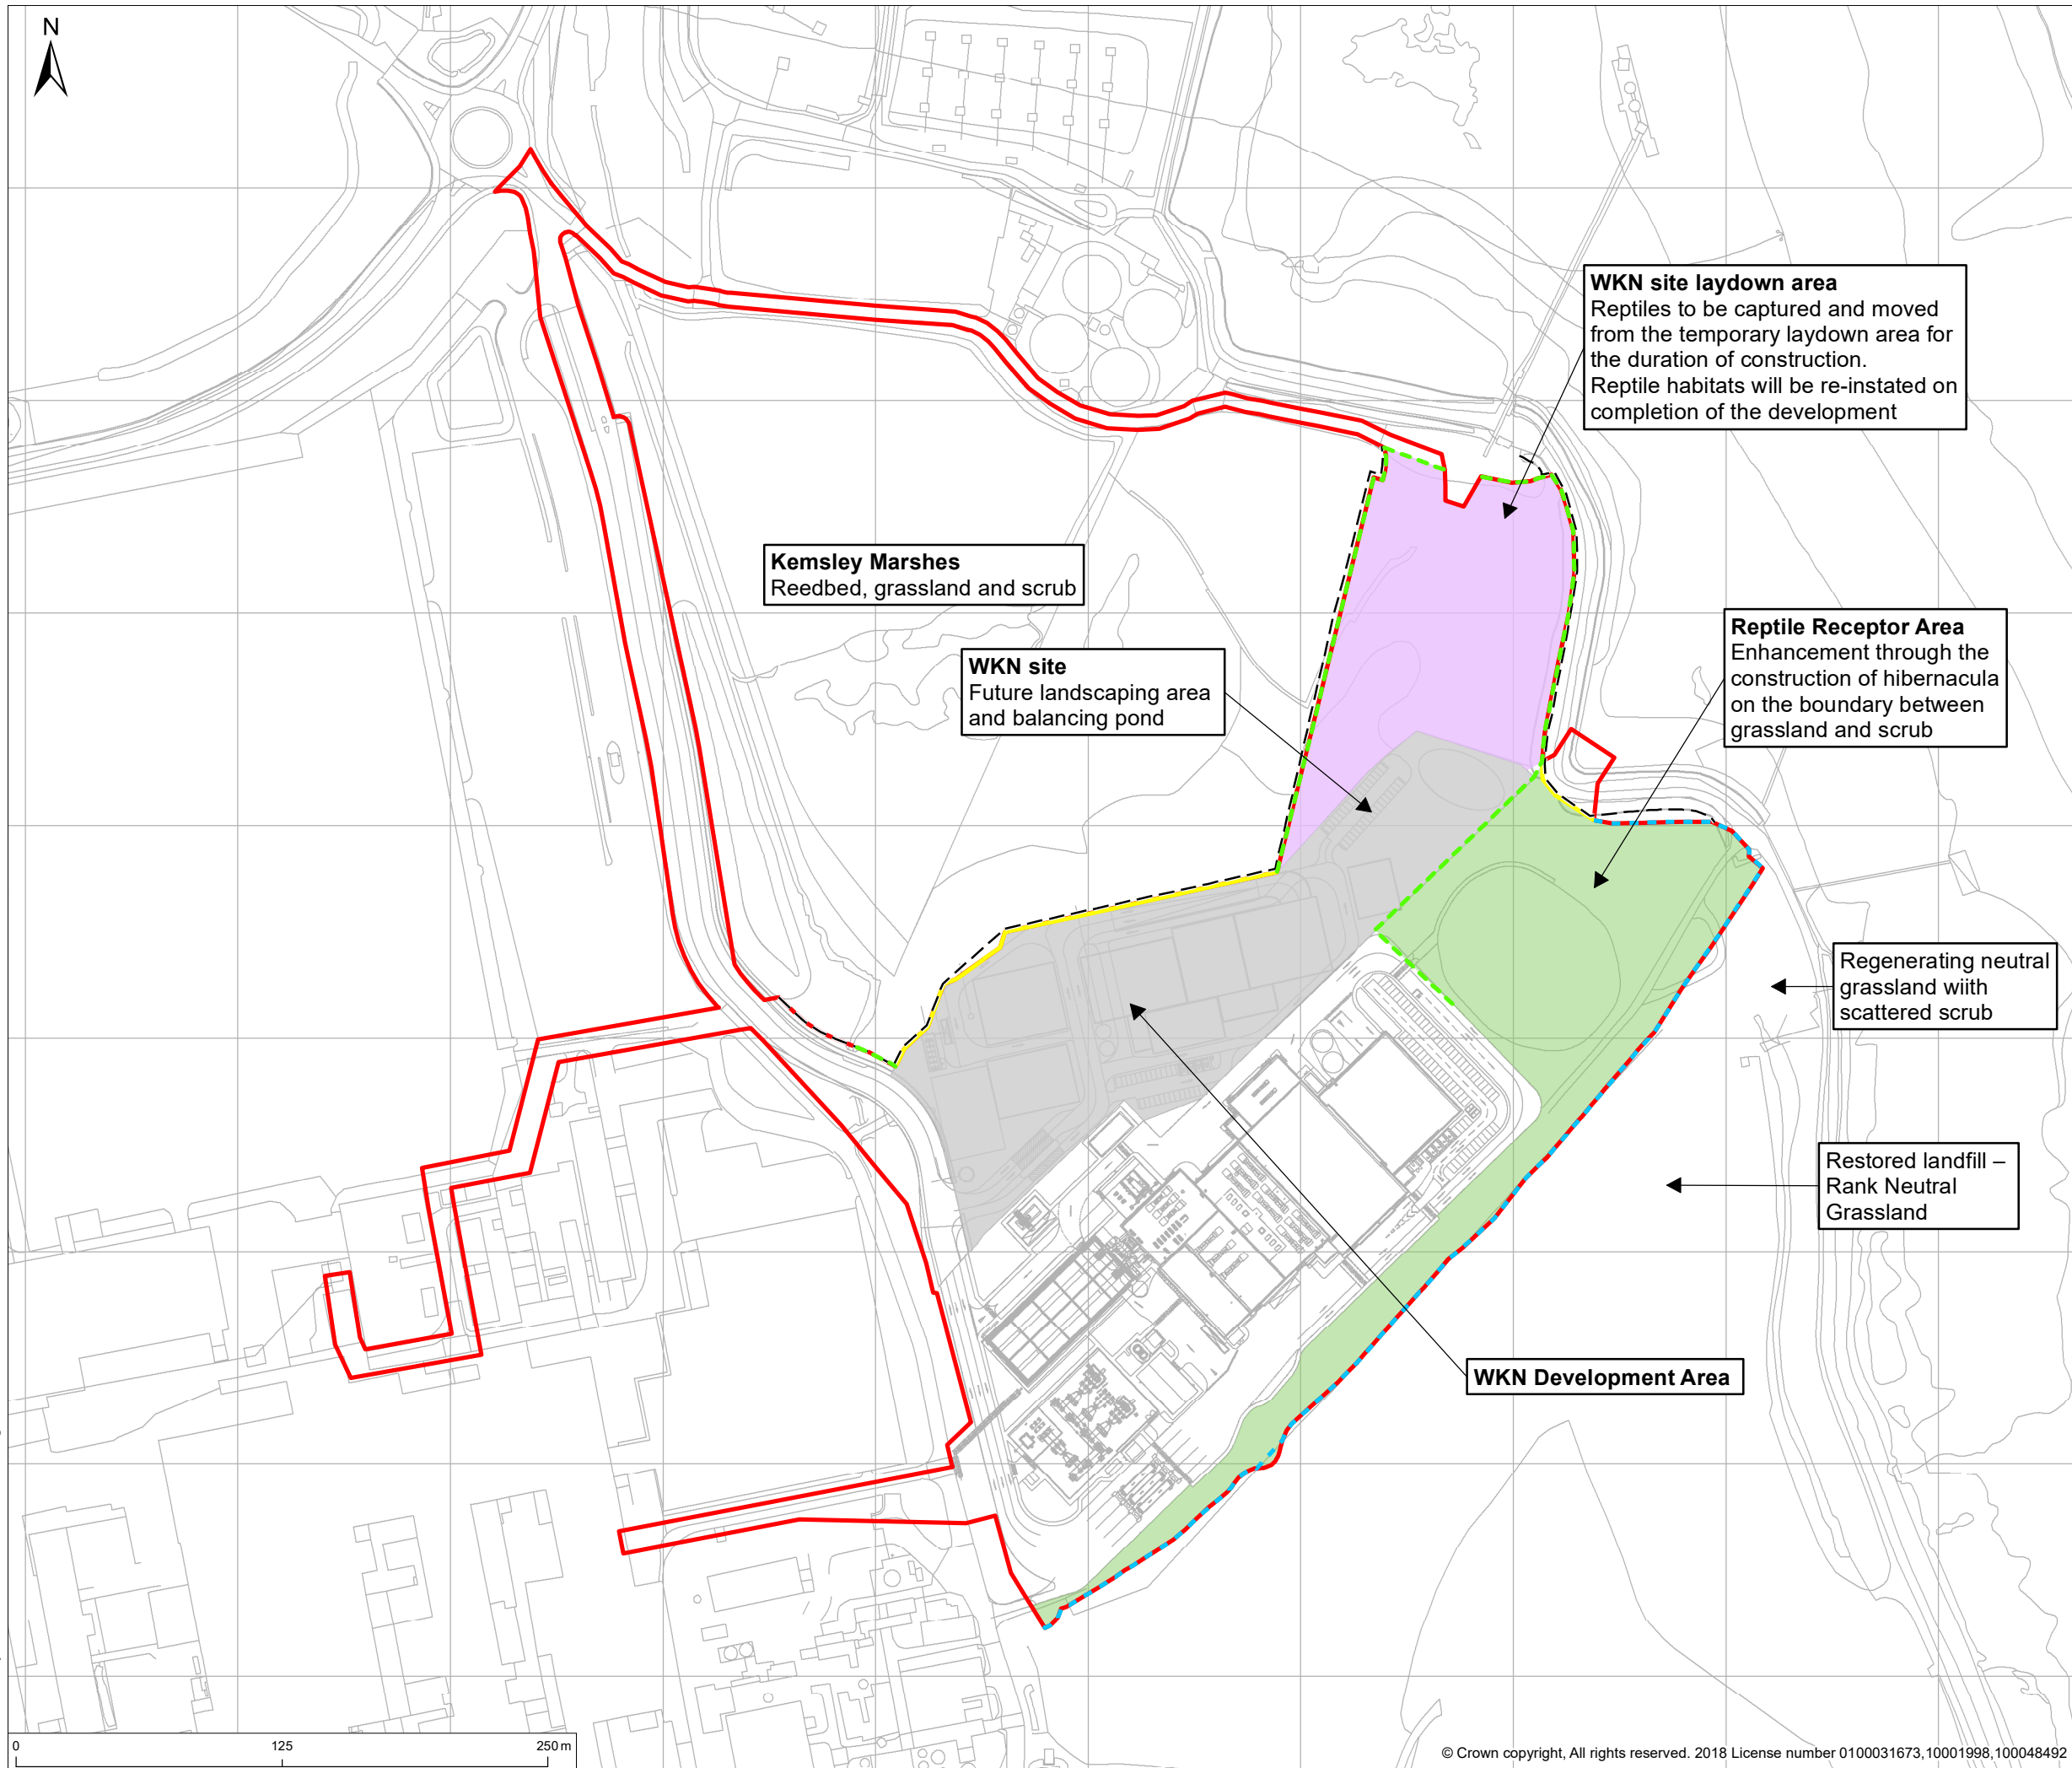 N
WKN site laydown area
Reptiles to be captured and moved
from the temporary laydown area for
the duration of construction.
Reptile habitats will be re-instated on
completion of the development
Kemsley Marshes
Reedbed, grassland and scrub
Reptile Receptor Area
Enhancement through the
construction of hibernacula
on the boundary between
grassland and scrub
WKN site
Future landscaping area
and balancing pond
Regenerating neutral
grassland wiith
scattered scrub
Restored landfill –
Rank Neutral
Grassland
WKN Development Area
0 125 250 m
© Crown copyright, All rights reserved. 2018 License number 0100031673,10001998,100048492